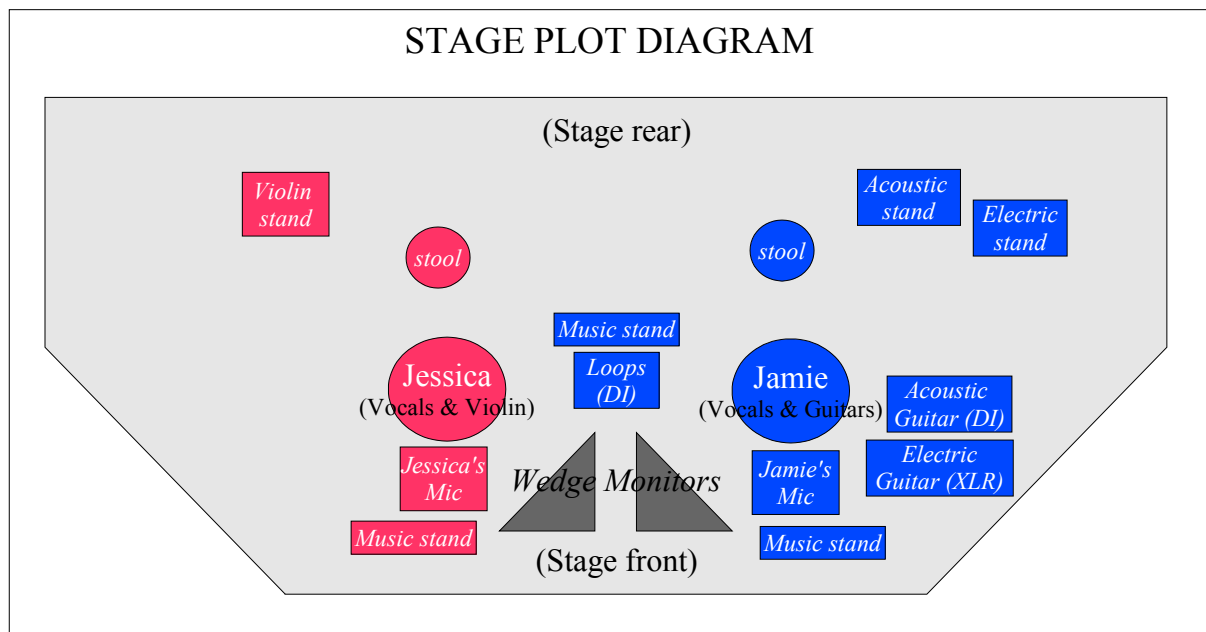 STAGE PLOT DIAGRAM
(Stage rear)
Violin
stand
stool
stool
Acoustic
stand
Electric
stand
Music stand
Loops
(DI)
Jessica
(Vocals & Violin)
Jamie
(Vocals & Guitars)
Acoustic
Guitar (DI)
Electric
Guitar (XLR)
Jessica's
Mic
Wedge Monitors
Jamie's
Mic
Music stand
Music stand
(Stage front)